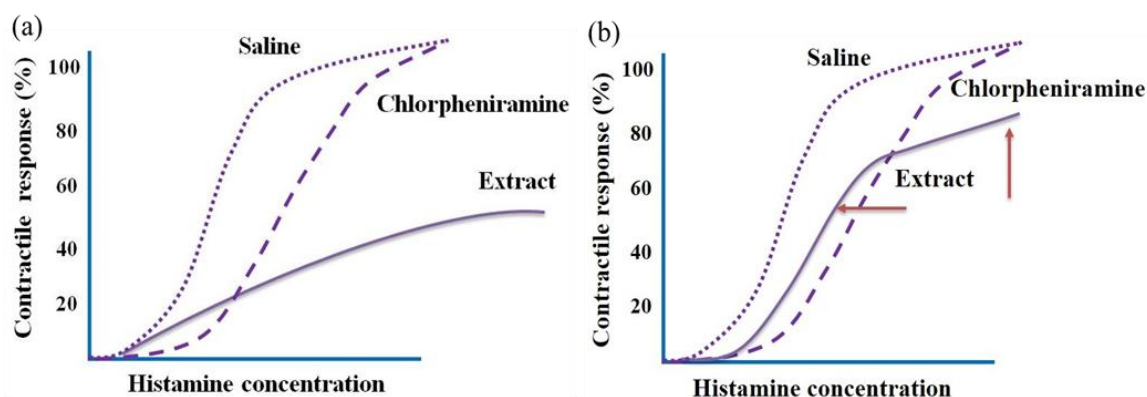 (a)
Saline
Chlorpheniramine
Extract
Contractile response (%)
100
80
60
40
20
Histamine concentration
(b)
Saline
Chlorpheniramine
Extract
Contractile response (%)
100
80
60
40
20
Histamine concentration